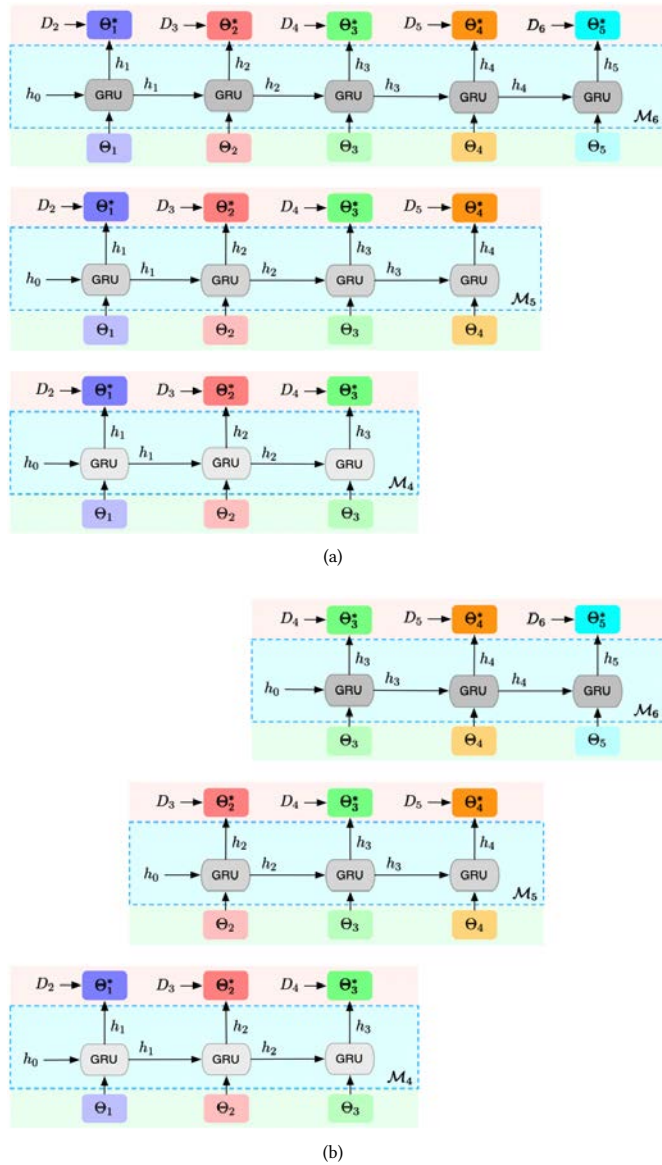 D₂ Θ₁* D₃ Θ₂* D₄ Θ₃* D₅ Θ₄* D₆ Θ₅*
h₁ h₂ h₃ h₄ h₅
h₀ GRU h₁ GRU h₂ GRU h₃ GRU h₄ GRU
ℳ₆
Θ₁ Θ₂ Θ₃ Θ₄ Θ₅
D₂ Θ₁* D₃ Θ₂* D₄ Θ₃* D₅ Θ₄*
h₁ h₂ h₃ h₄
h₀ GRU h₁ GRU h₂ GRU h₃ GRU
ℳ₅
Θ₁ Θ₂ Θ₃ Θ₄
D₂ Θ₁* D₃ Θ₂* D₄ Θ₃*
h₁ h₂ h₃
h₀ GRU h₁ GRU h₂ GRU
ℳ₄
Θ₁ Θ₂ Θ₃
(a)
D₄ Θ₃* D₅ Θ₄* D₆ Θ₅*
h₃ h₄ h₅
h₀ GRU h₃ GRU h₄ GRU
ℳ₆
Θ₃ Θ₄ Θ₅
D₃ Θ₂* D₄ Θ₃* D₅ Θ₄*
h₂ h₃ h₄
h₀ GRU h₂ GRU h₃ GRU
ℳ₅
Θ₂ Θ₃ Θ₄
D₂ Θ₁* D₃ Θ₂* D₄ Θ₃*
h₁ h₂ h₃
h₀ GRU h₁ GRU h₂ GRU
ℳ₄
Θ₁ Θ₂ Θ₃
(b)